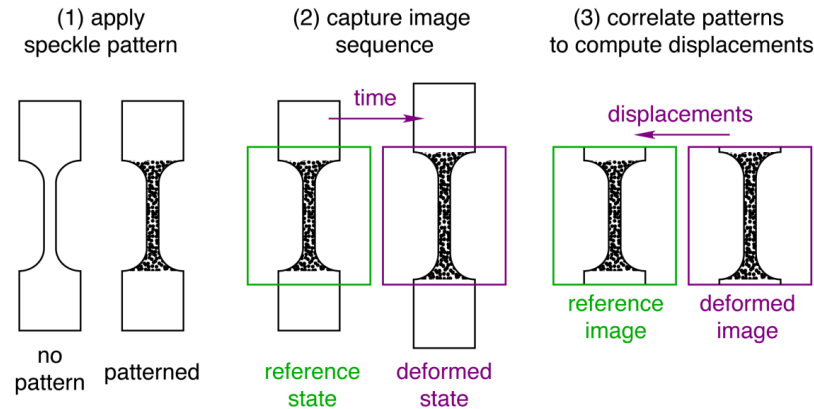 (1) apply
speckle pattern
(2) capture image
sequence
(3) correlate patterns
to compute displacements
time
displacements
no
pattern
patterned
reference
state
deformed
state
reference
image
deformed
image